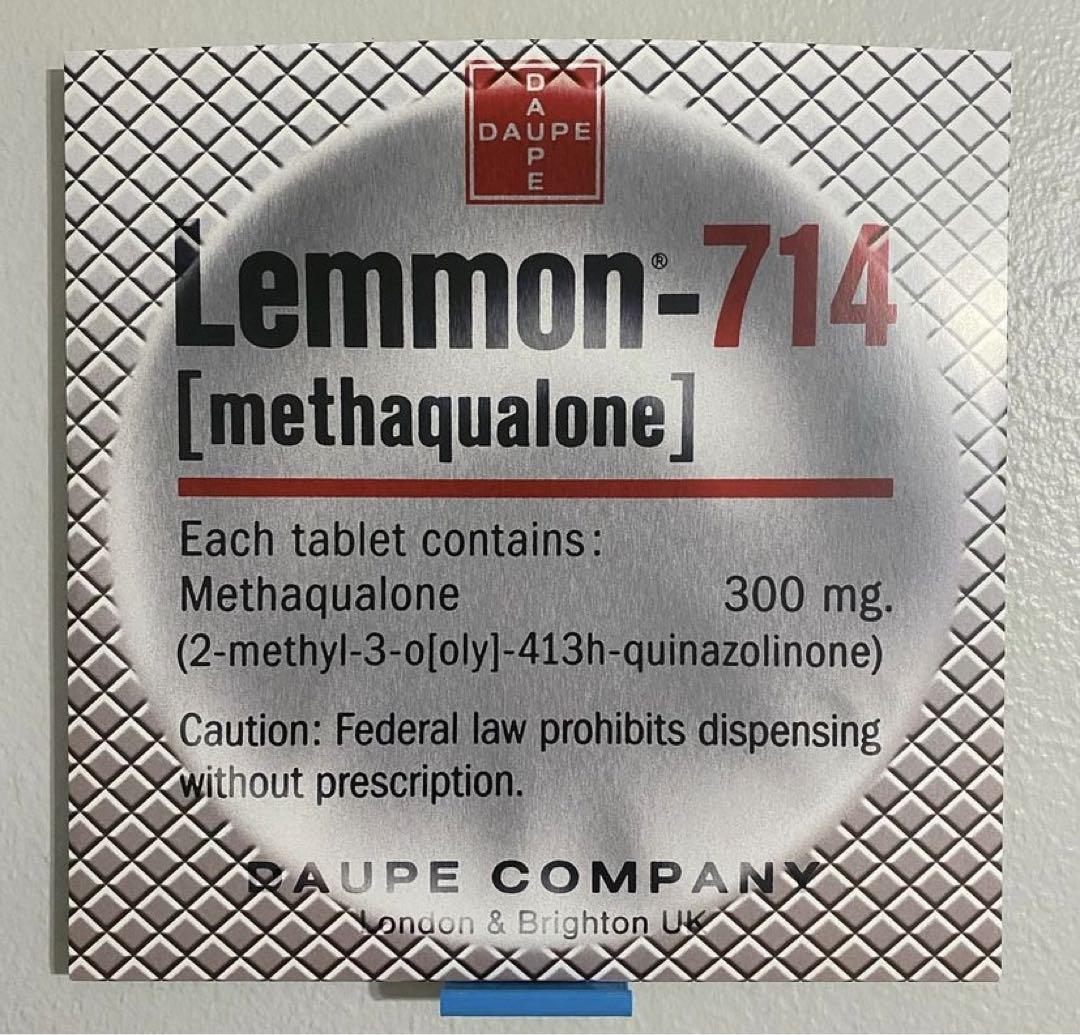 DAUPE
DAUPE
Lemmon®-714
[methaqualone]
Each tablet contains:
Methaqualone 300 mg.
(2-methyl-3-o[oly]-413h-quinazolinone)
Caution: Federal law prohibits dispensing
without prescription.
DAUPE COMPANY
London & Brighton UK